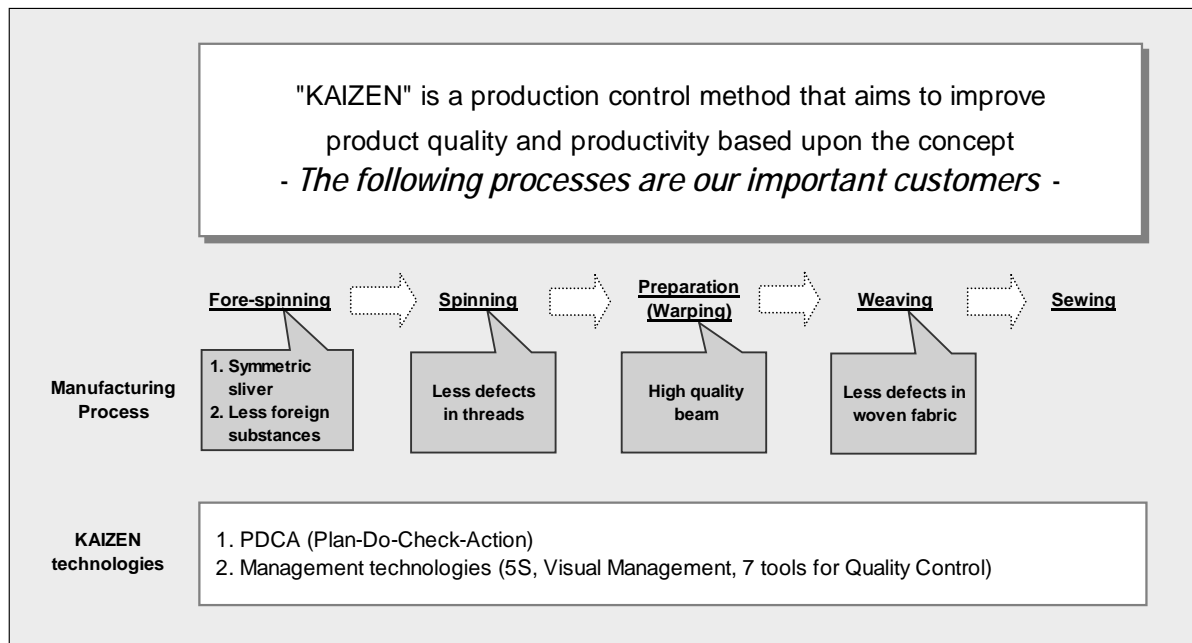 "KAIZEN" is a production control method that aims to improve
product quality and productivity based upon the concept
- The following processes are our important customers -
Fore-spinning
Spinning
Preparation
(Warping)
Weaving
Sewing
Manufacturing
Process
1. Symmetric
sliver
2. Less foreign
substances
Less defects
in threads
High quality
beam
Less defects in
woven fabric
KAIZEN
technologies
1. PDCA (Plan-Do-Check-Action)
2. Management technologies (5S, Visual Management, 7 tools for Quality Control)